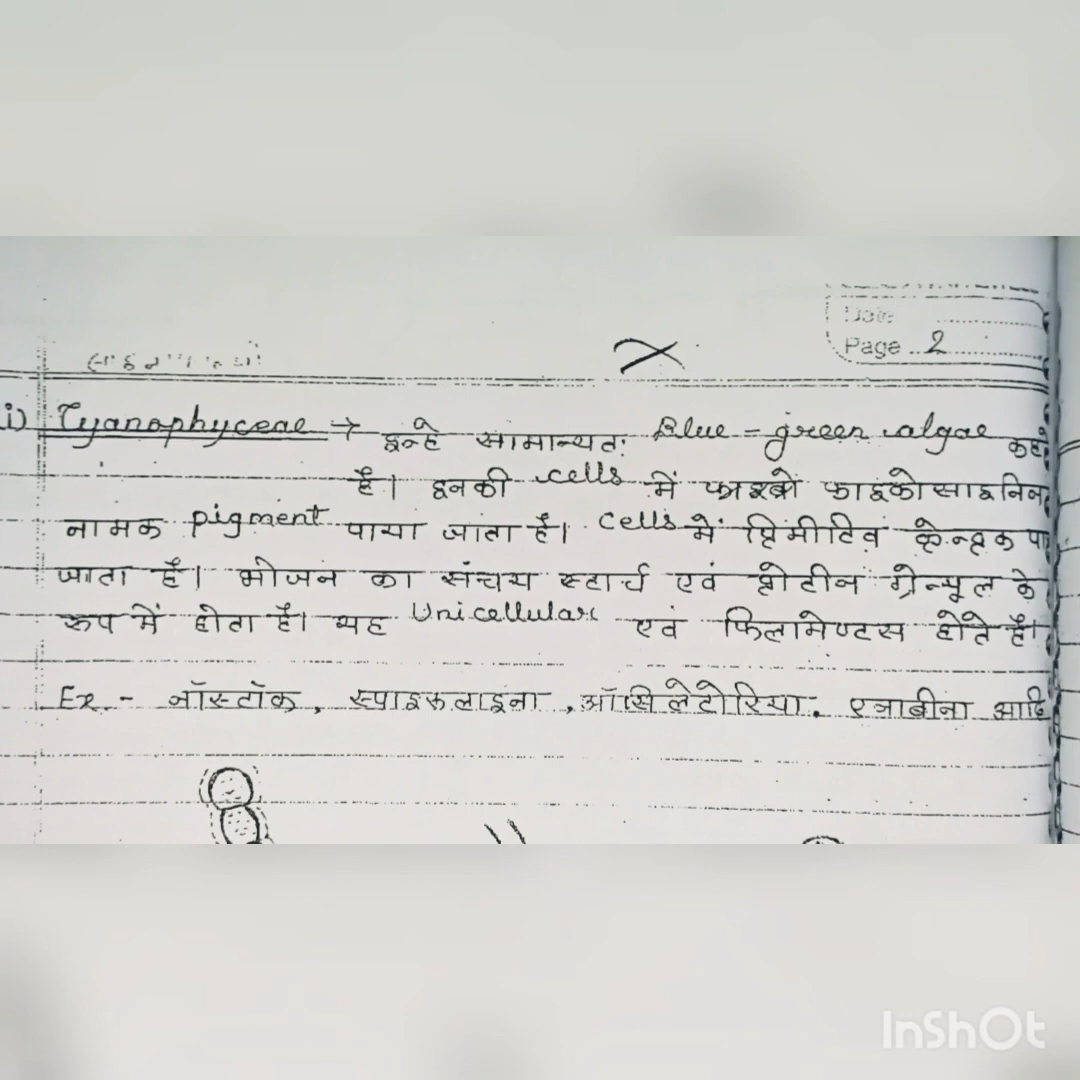 Date
Page 2
i) Cyanophyceae → इन्हे सामान्यत: Blue-green algae कहते
है। इनकी cells में फाइको साइनिन
नामक pigment पाया जाता है। cells में प्रिमीटिव केन्द्रक पा
जाता है। भोजन का संचय स्टार्च एवं प्रोटीन ग्रेन्यूल के
रुप में होता है। यह Unicellular एवं फिलामेण्टस होते है।
Ex.- नॉस्टॉक, स्पाइरुलाइना, ऑसिलेटोरिया. एनाबीना आदि
InShOt